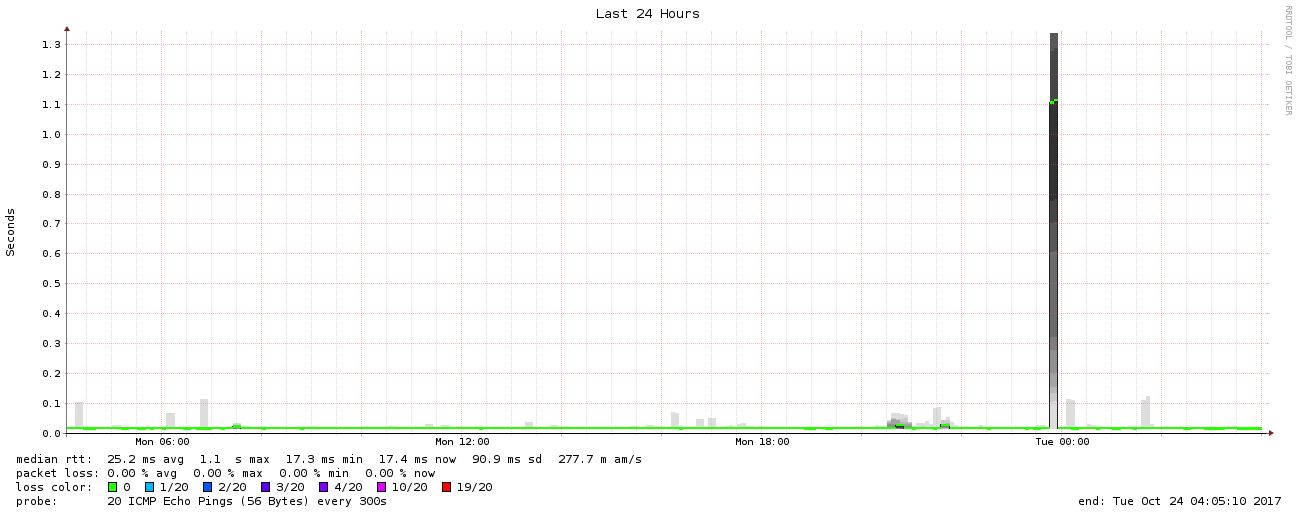 Last 24 Hours
RRDTOOL / TOBI OETIKER
Seconds
1.3
1.2
1.1
1.0
0.9
0.8
0.7
0.6
0.5
0.4
0.3
0.2
0.1
0.0
Mon 06:00 Mon 12:00 Mon 18:00 Tue 00:00
median rtt: 25.2 ms avg 1.1 s max 17.3 ms min 17.4 ms now 90.9 ms sd 277.7 m am/s
packet loss: 0.00 % avg 0.00 % max 0.00 % min 0.00 % now
loss color: 0 1/20 2/20 3/20 4/20 10/20 19/20
probe: 20 ICMP Echo Pings (56 Bytes) every 300s end: Tue Oct 24 04:05:10 2017